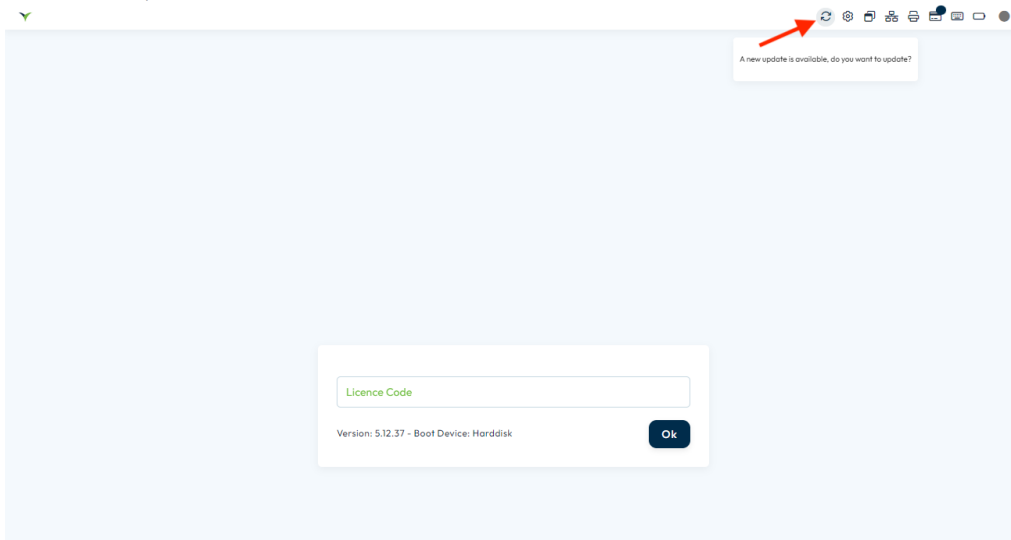 A new update is available, do you want to update?
Licence Code
Version: 5.12.37 - Boot Device: Harddisk
Ok